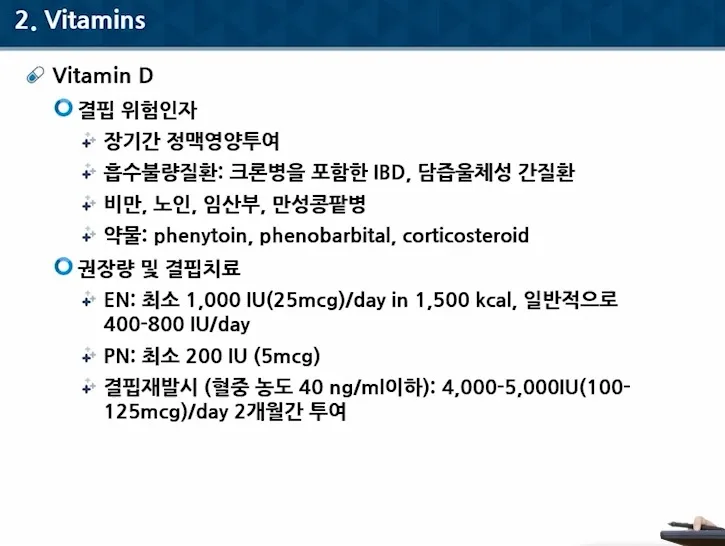 2. Vitamins
Vitamin D
결핍 위험인자
장기간 정맥영양투여
흡수불량질환: 크론병을 포함한 IBD, 담즙울체성 간질환
비만, 노인, 임산부, 만성콩팥병
약물: phenytoin, phenobarbital, corticosteroid
권장량 및 결핍치료
EN: 최소 1,000 IU(25mcg)/day in 1,500 kcal, 일반적으로
400-800 IU/day
PN: 최소 200 IU (5mcg)
결핍재발시 (혈중 농도 40 ng/ml이하): 4,000-5,000IU(100-
125mcg)/day 2개월간 투여